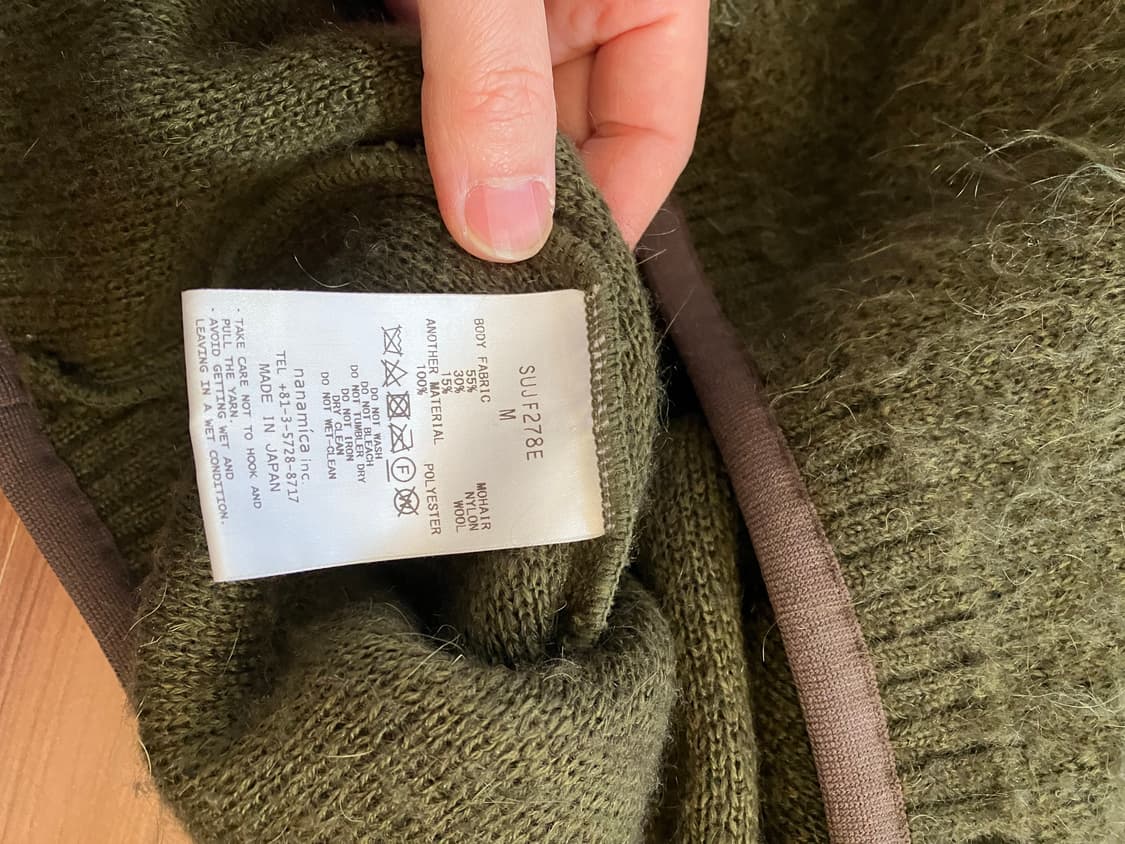 SUJF278E
M
BODY FABRIC
55% MOHAIR
30% NYLON
15% WOOL
ANOTHER MATERIAL
100% POLYESTER
F
DO NOT WASH
DO NOT BLEACH
DO NOT TUMBLER DRY
DO NOT IRON
DRY CLEAN
DO NOT WET-CLEAN
nanamica inc.
TEL +81-3-5728-8717
MADE IN JAPAN
・TAKE CARE NOT TO HOOK AND
PULL THE YARN.
・AVOID GETTING WET AND
LEAVING IN A WET CONDITION.